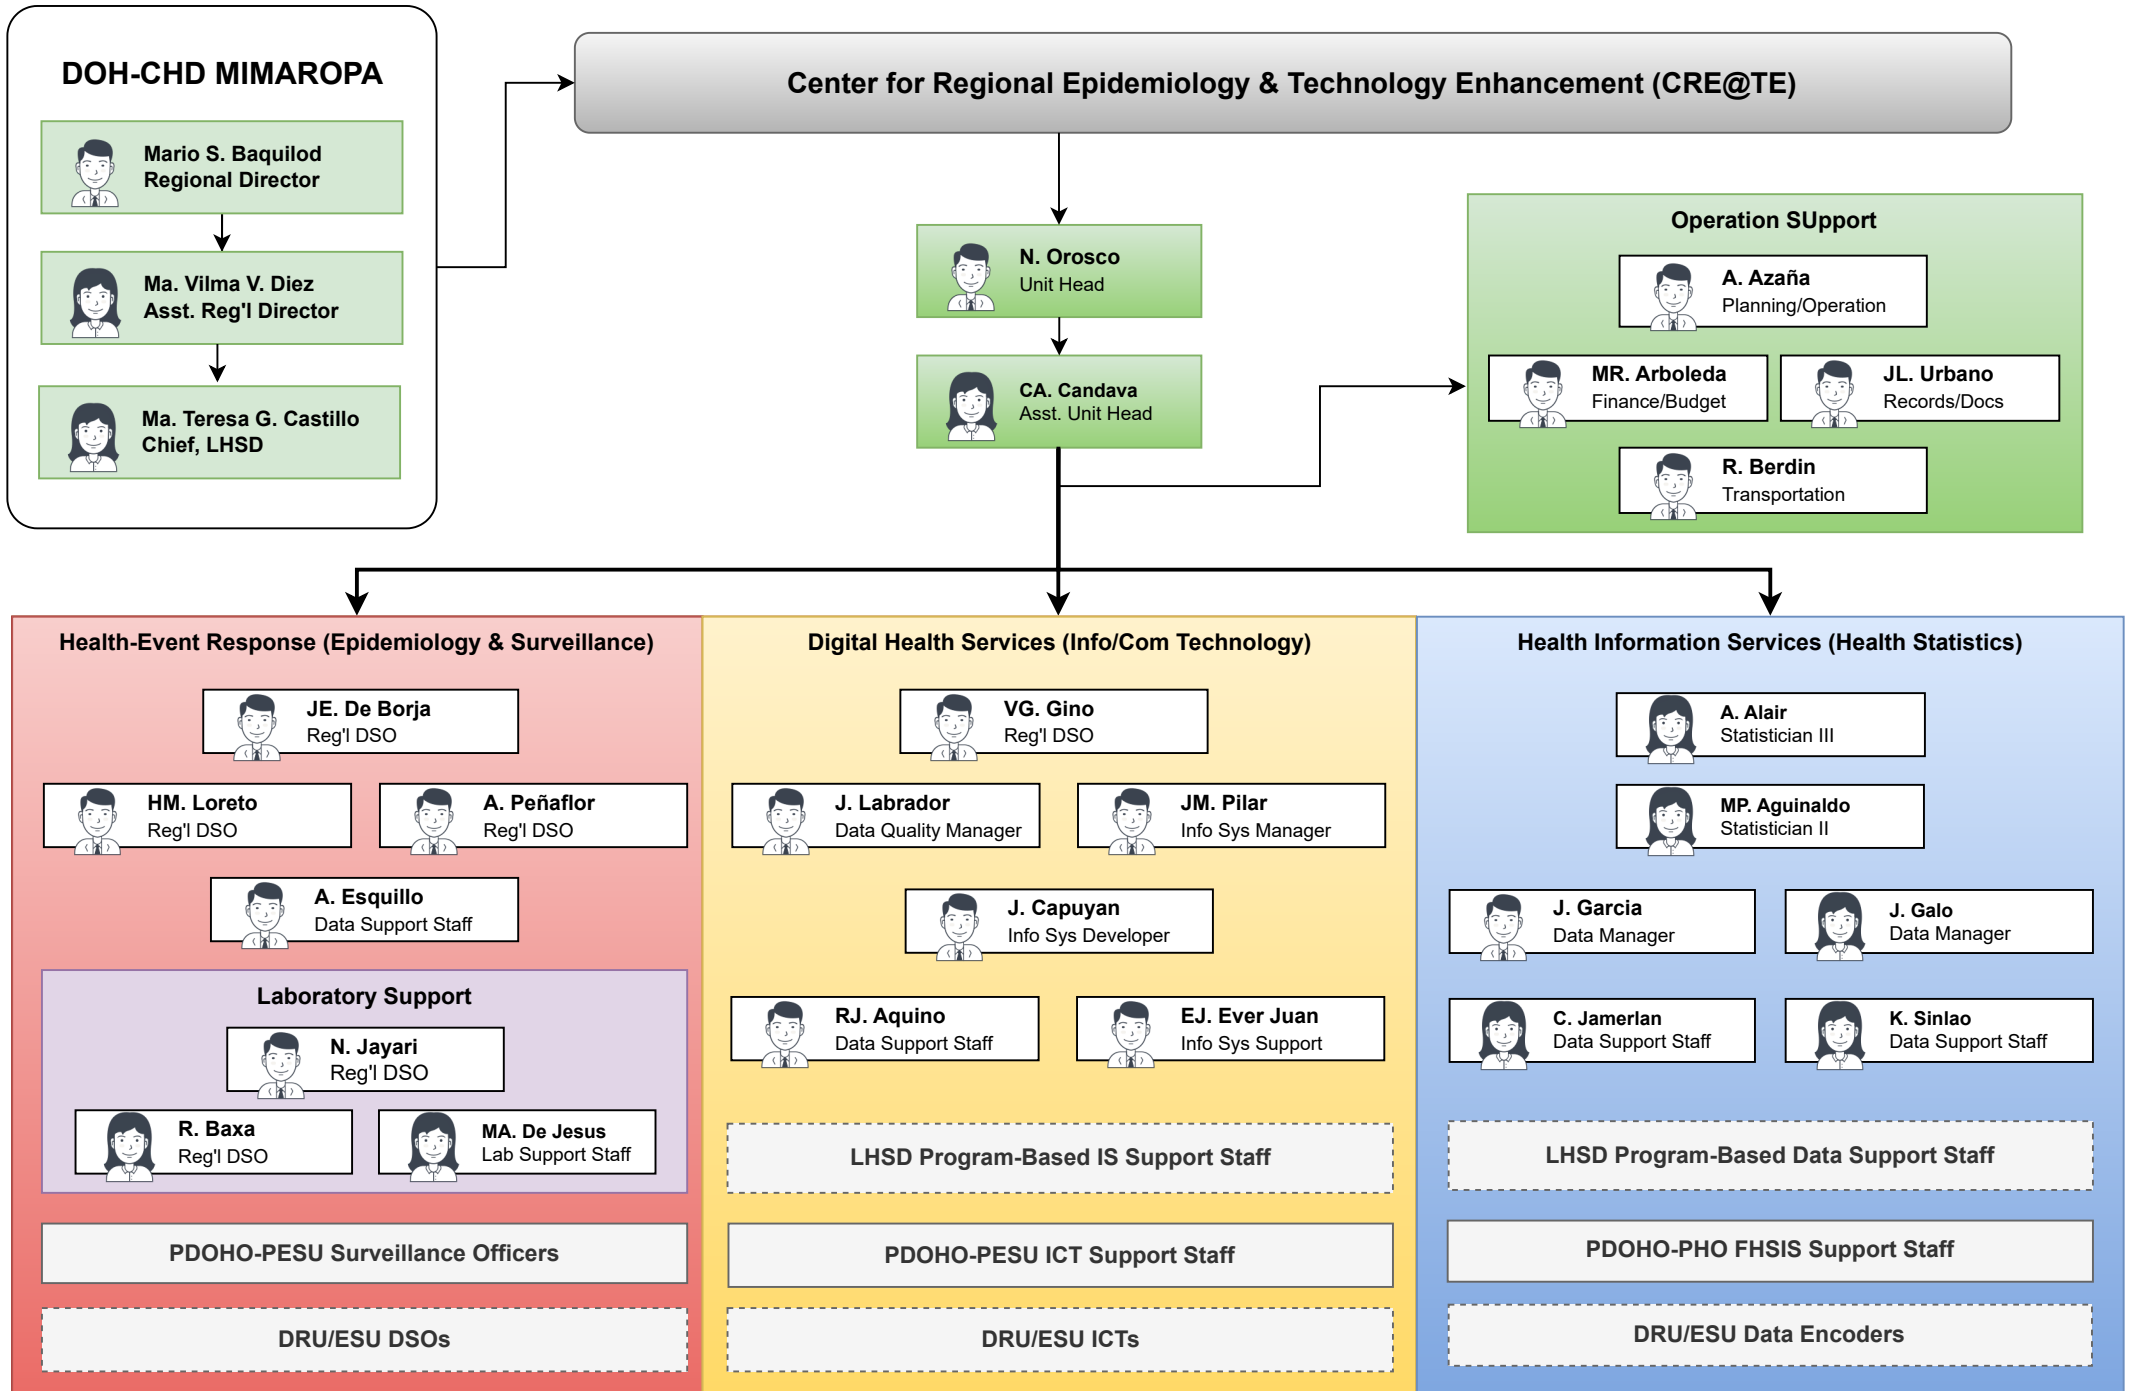 DOH-CHD MIMAROPA
Mario S. Baquilod
Regional Director
Ma. Vilma V. Diez
Asst. Reg'l Director
Ma. Teresa G. Castillo
Chief, LHSD
Center for Regional Epidemiology & Technology Enhancement (CRE@TE)
N. Orosco
Unit Head
CA. Candava
Asst. Unit Head
Operation SUpport
A. Azaña
Planning/Operation
MR. Arboleda
Finance/Budget
JL. Urbano
Records/Docs
R. Berdin
Transportation
Health-Event Response (Epidemiology & Surveillance)
JE. De Borja
Reg'l DSO
HM. Loreto
Reg'l DSO
A. Peñaflor
Reg'l DSO
A. Esquillo
Data Support Staff
Laboratory Support
N. Jayari
Reg'l DSO
R. Baxa
Reg'l DSO
MA. De Jesus
Lab Support Staff
PDOHO-PESU Surveillance Officers
DRU/ESU DSOs
Digital Health Services (Info/Com Technology)
VG. Gino
Reg'l DSO
J. Labrador
Data Quality Manager
JM. Pilar
Info Sys Manager
J. Capuyan
Info Sys Developer
RJ. Aquino
Data Support Staff
EJ. Ever Juan
Info Sys Support
LHSD Program-Based IS Support Staff
PDOHO-PESU ICT Support Staff
DRU/ESU ICTs
Health Information Services (Health Statistics)
A. Alair
Statistician III
MP. Aguinaldo
Statistician II
J. Garcia
Data Manager
J. Galo
Data Manager
C. Jamerlan
Data Support Staff
K. Sinlao
Data Support Staff
LHSD Program-Based Data Support Staff
PDOHO-PHO FHSIS Support Staff
DRU/ESU Data Encoders